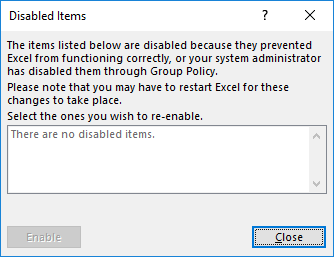 Disabled Items
?
The items listed below are disabled because they prevented
Excel from functioning correctly, or your system administrator
has disabled them through Group Policy.
Please note that you may have to restart Excel for these
changes to take place.
Select the ones you wish to re-enable.
There are no disabled items.
Enable
Close